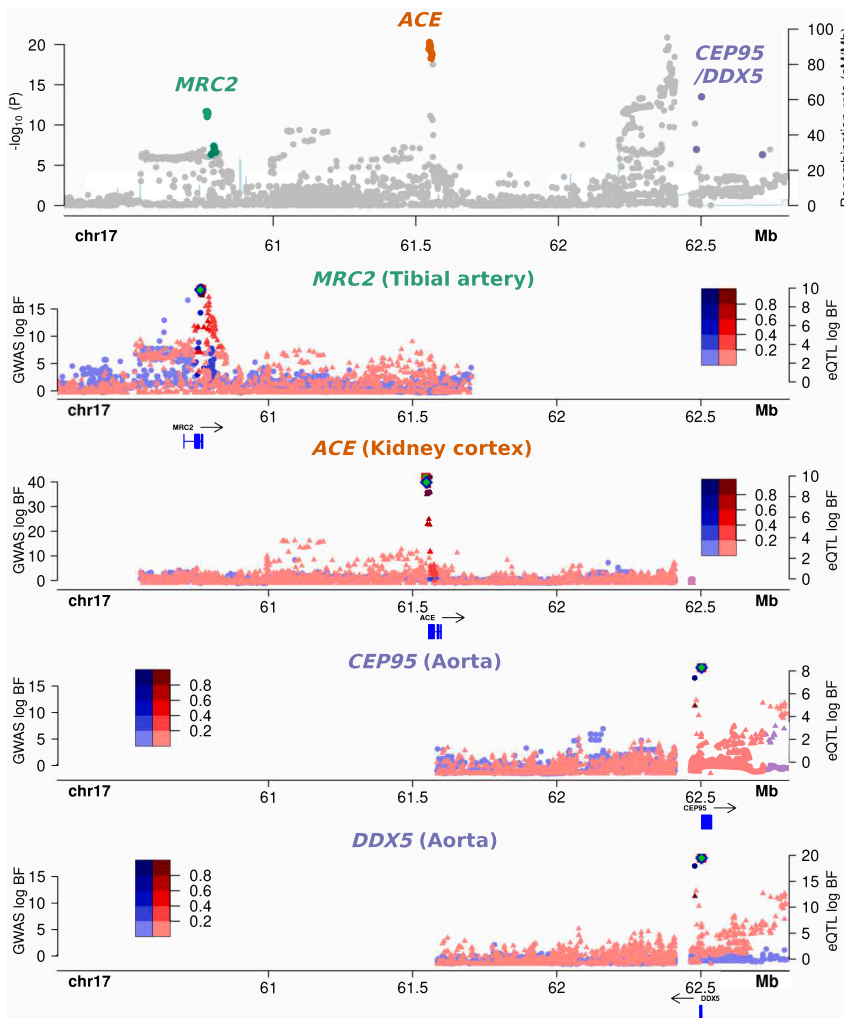 ACE
MRC2
CEP95
/DDX5
-log10 (P)
20
15
10
5
0
100
80
60
40
20
0
chr17
61
61.5
62
62.5
Mb
MRC2 (Tibial artery)
GWAS log BF
15
10
5
0
0.8
0.6
0.4
0.2
10
8
6
4
2
0
eQTL log BF
chr17
61
61.5
62
62.5
Mb
MRC2
ACE (Kidney cortex)
GWAS log BF
40
30
20
10
0
0.8
0.6
0.4
0.2
10
8
6
4
2
0
eQTL log BF
chr17
61
61.5
62
62.5
Mb
ACE
CEP95 (Aorta)
GWAS log BF
15
10
5
0
0.8
0.6
0.4
0.2
8
6
4
2
0
eQTL log BF
chr17
61
61.5
62
62.5
Mb
CEP95
DDX5 (Aorta)
GWAS log BF
15
10
5
0
0.8
0.6
0.4
0.2
20
15
10
5
0
eQTL log BF
chr17
61
61.5
62
62.5
Mb
DDX5